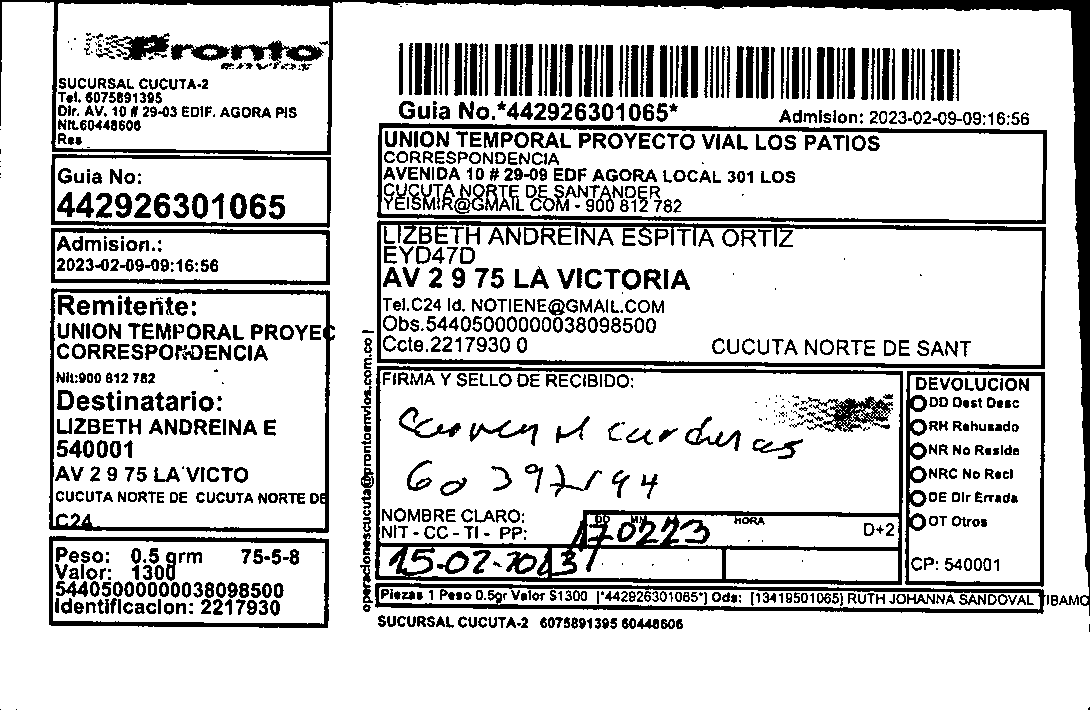 Pronto
envios
SUCURSAL CUCUTA-2
Tel. 6075891395
Dir. AV. 10 # 29-03 EDIF. AGORA PIS
Nit.60448606
Res
Guia No:
442926301065
Admision.:
2023-02-09-09:16:56
Remitente:
UNION TEMPORAL PROYEC
CORRESPONDENCIA
Nit:900 812 782
Destinatario:
LIZBETH ANDREINA E
540001
AV 2 9 75 LA VICTO
CUCUTA NORTE DE CUCUTA NORTE DE
C24
Peso: 0.5 grm 75-5-8
Valor: 1300
54405000000038098500
Identificacion: 2217930
operacionescucuta@prontoenvios.com.co
Guia No.*442926301065*
Admision: 2023-02-09-09:16:56
UNION TEMPORAL PROYECTO VIAL LOS PATIOS
CORRESPONDENCIA
AVENIDA 10 # 29-09 EDF AGORA LOCAL 301 LOS
CUCUTA NORTE DE SANTANDER
YEISMIR@GMAIL COM - 900 812 782
LIZBETH ANDREINA ESPITIA ORTIZ
EYD47D
AV 2 9 75 LA VICTORIA
Tel.C24 Id. NOTIENE@GMAIL.COM
Obs.54405000000038098500
Ccte.2217930 0
CUCUTA NORTE DE SANT
FIRMA Y SELLO DE RECIBIDO:
NOMBRE CLARO:
NIT - CC - TI - PP:
DD MM
HORA
170223
D+2
DEVOLUCION
DD Dest Desc
RH Rehusado
NR No Reside
NRC No Recl
DE Dir Errada
OT Otros
CP: 540001
Piezas 1 Peso 0.5gr Valor $1300 [*442926301065*] Ods: [13419501065] RUTH JOHANNA SANDOVAL TIBAMO
SUCURSAL CUCUTA-2 6075891395 60448606